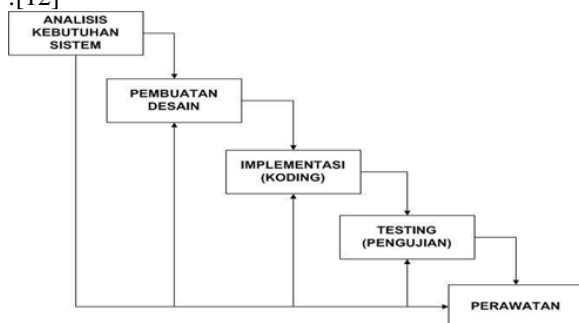 .[12]
ANALISIS
KEBUTUHAN
SISTEM
PEMBUATAN
DESAIN
IMPLEMENTASI
(KODING)
TESTING
(PENGUJIAN)
PERAWATAN